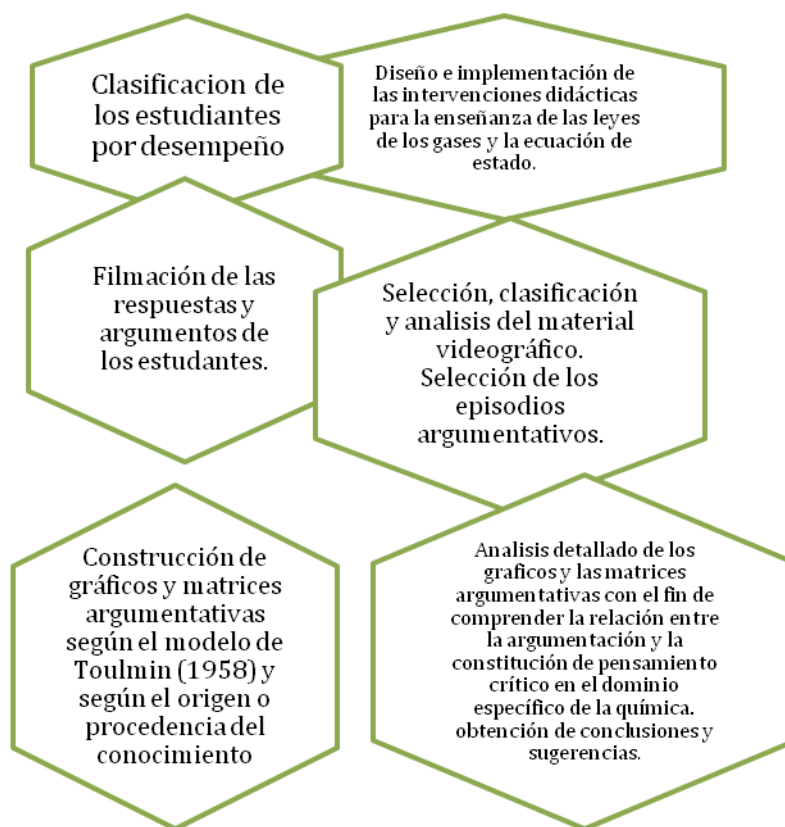 Clasificacion de
los estudiantes
por desempeño
Diseño e implementación de
las intervenciones didácticas
para la enseñanza de las leyes
de los gases y la ecuación de
estado.
Filmación de las
respuestas y
argumentos de
los estudantes.
Selección, clasificación
y analisis del material
videográfico.
Selección de los
episodios
argumentativos.
Construcción de
gráficos y matrices
argumentativas
según el modelo de
Toulmin (1958) y
según el origen o
procedencia del
conocimiento
Analisis detallado de los
graficos y las matrices
argumentativas con el fin de
comprender la relación entre
la argumentación y la
constitución de pensamiento
crítico en el dominio
específico de la química.
obtención de conclusiones y
sugerencias.